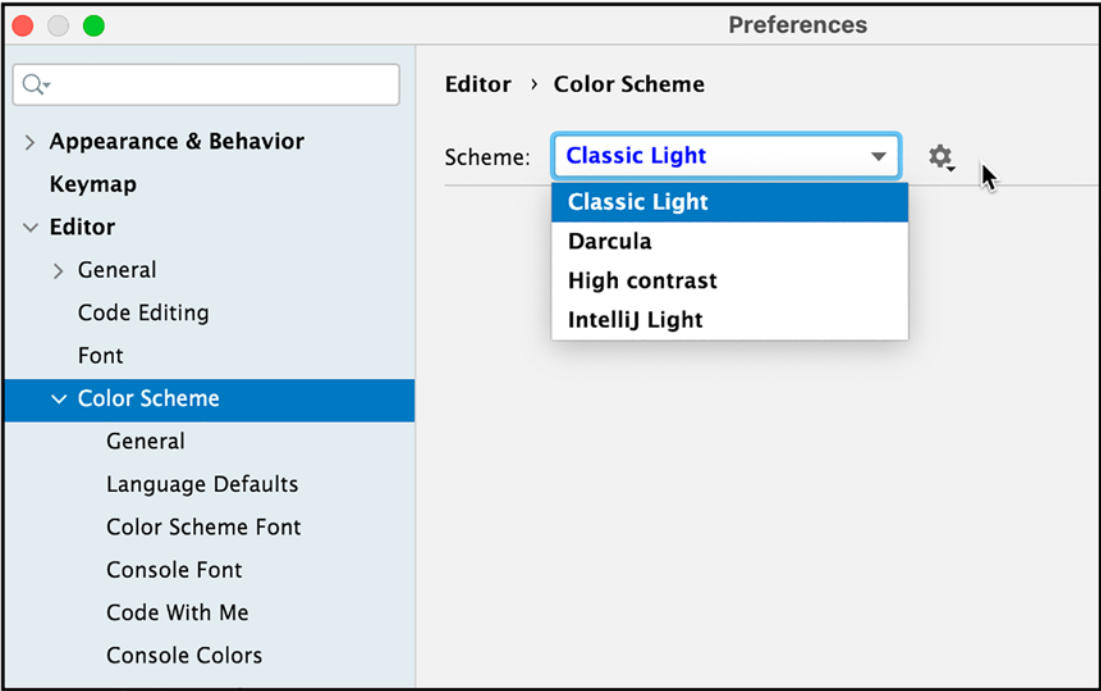 Preferences
Appearance & Behavior
Keymap
Editor
General
Code Editing
Font
Color Scheme
General
Language Defaults
Color Scheme Font
Console Font
Code With Me
Console Colors
Editor › Color Scheme
Scheme: Classic Light
Classic Light
Darcula
High contrast
IntelliJ Light